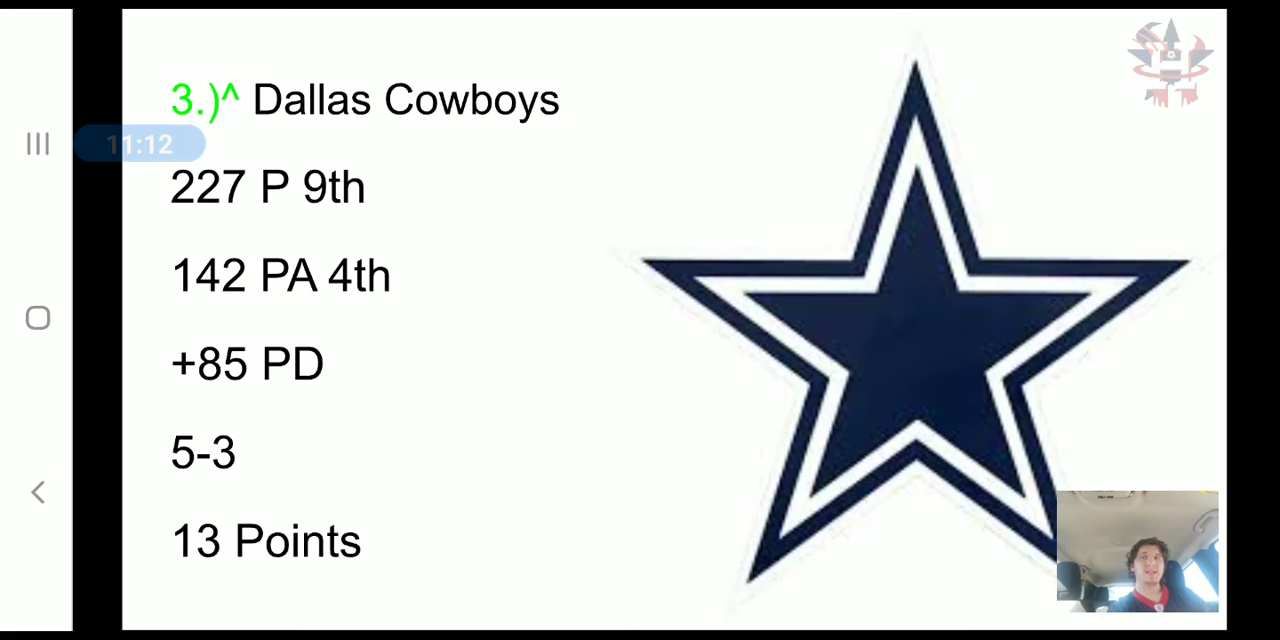 3.)^ Dallas Cowboys
11:12
227 P 9th
142 PA 4th
+85 PD
5-3
13 Points